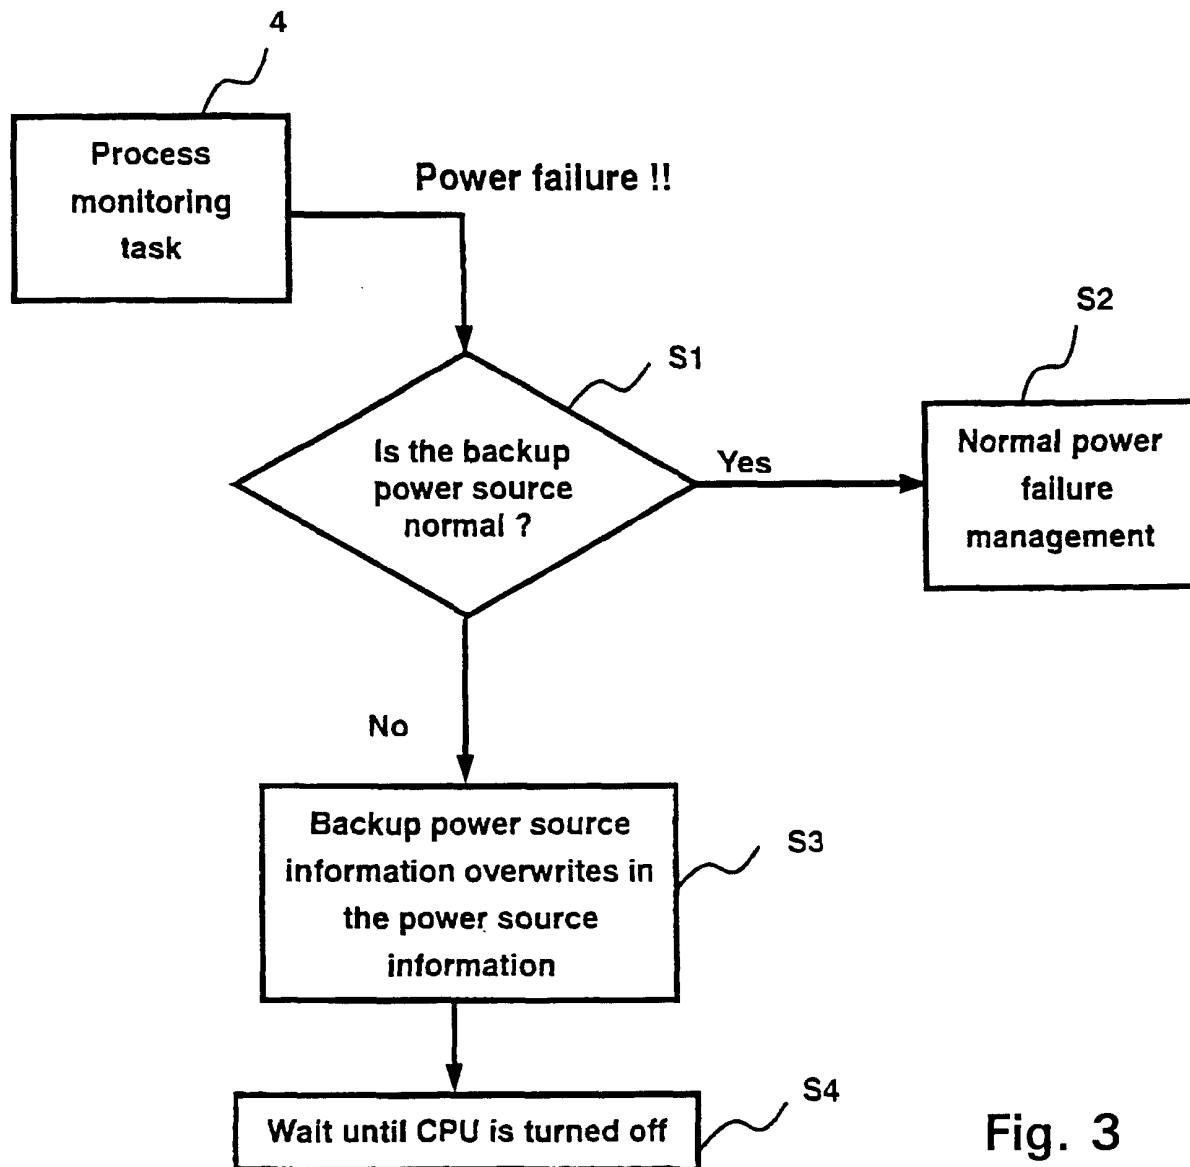 4
Process
monitoring
task
Power failure !!
S1
S2
Is the backup
power source
normal ?
Yes
Normal power
failure
management
No
Backup power source
information overwrites in
the power source
information
S3
S4
Wait until CPU is turned off
Fig. 3